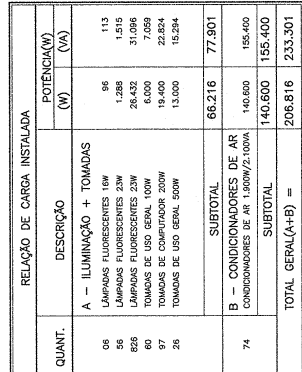 RELAÇÃO DE CARGA INSTALADA
QUANT. DESCRIÇÃO POTÊNCIA(W)
(W) (VA)
A - ILUMINAÇÃO + TOMADAS
06 LÂMPADAS FLUORESCENTES 16W 96 113
56 LÂMPADAS FLUORESCENTES 23W 1.288 1.515
826 LÂMPADAS FLUORESCENTES 23W 26.432 31.096
60 TOMADAS DE USO GERAL 100W 6.000 7.059
97 TOMADAS DE COMPUTADOR 200W 19.400 22.824
26 TOMADAS DE USO GERAL 500W 13.000 15.294
SUBTOTAL 66.216 77.901
B - CONDICIONADORES DE AR
74 CONDICIONADORES DE AR 1.900W/2.100VA 140.600 155.400
SUBTOTAL 140.600 155.400
TOTAL GERAL(A+B) = 206.816 233.301